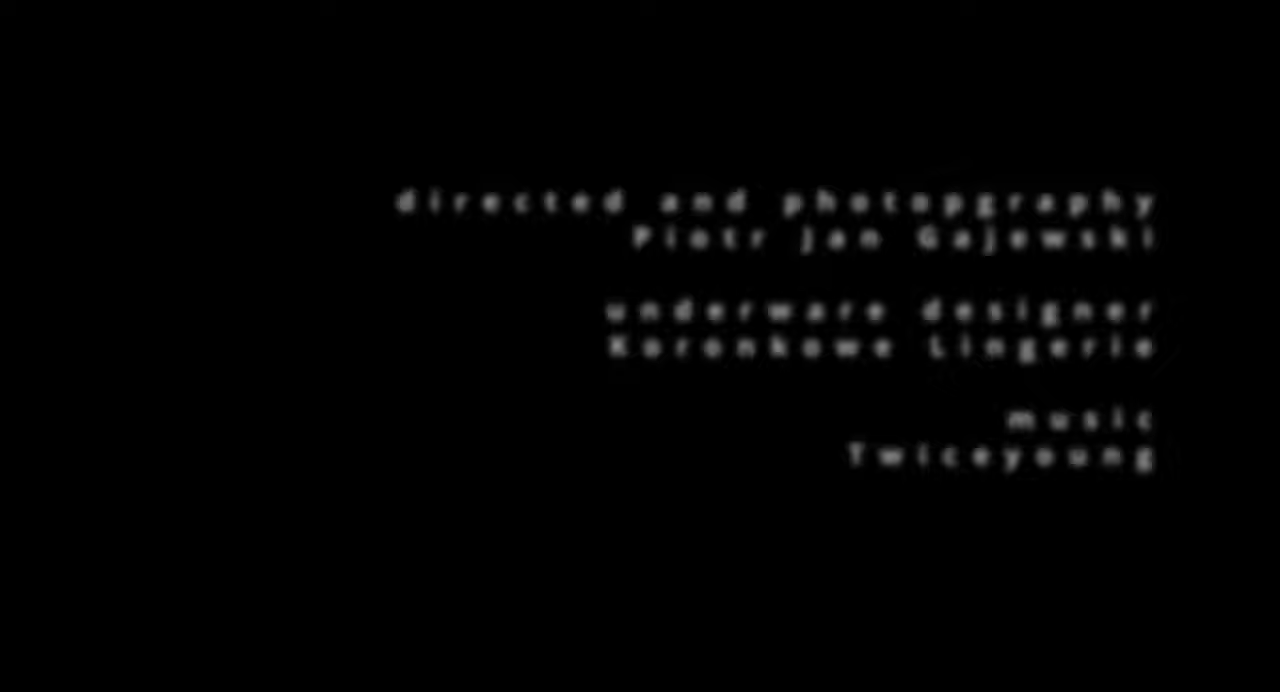 directed and photopgraphy
Piotr Jan Gajewski
underware designer
Koronkowe Lingerie
music
Twiceyoung